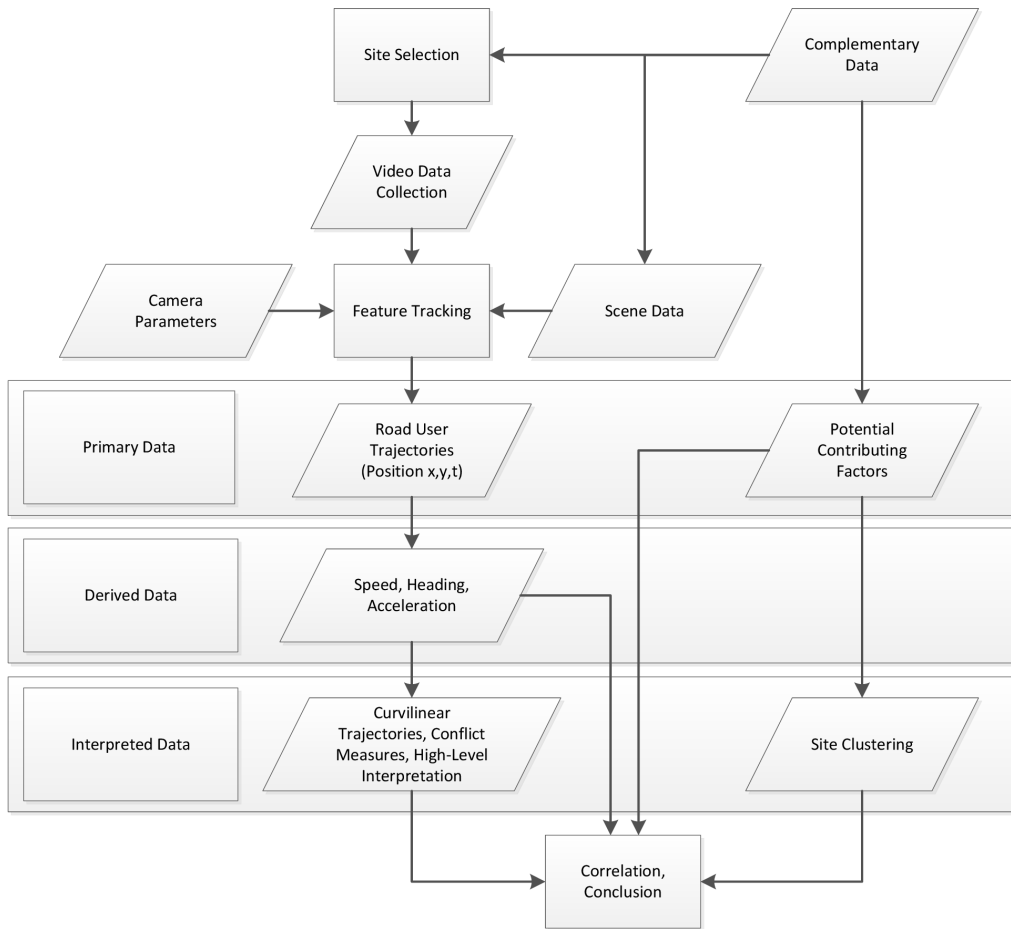 Site Selection
Complementary
Data
Video Data
Collection
Camera
Parameters
Feature Tracking
Scene Data
Primary Data
Road User
Trajectories
(Position x,y,t)
Potential
Contributing
Factors
Derived Data
Speed, Heading,
Acceleration
Interpreted Data
Curvilinear
Trajectories, Conflict
Measures, High-Level
Interpretation
Site Clustering
Correlation,
Conclusion